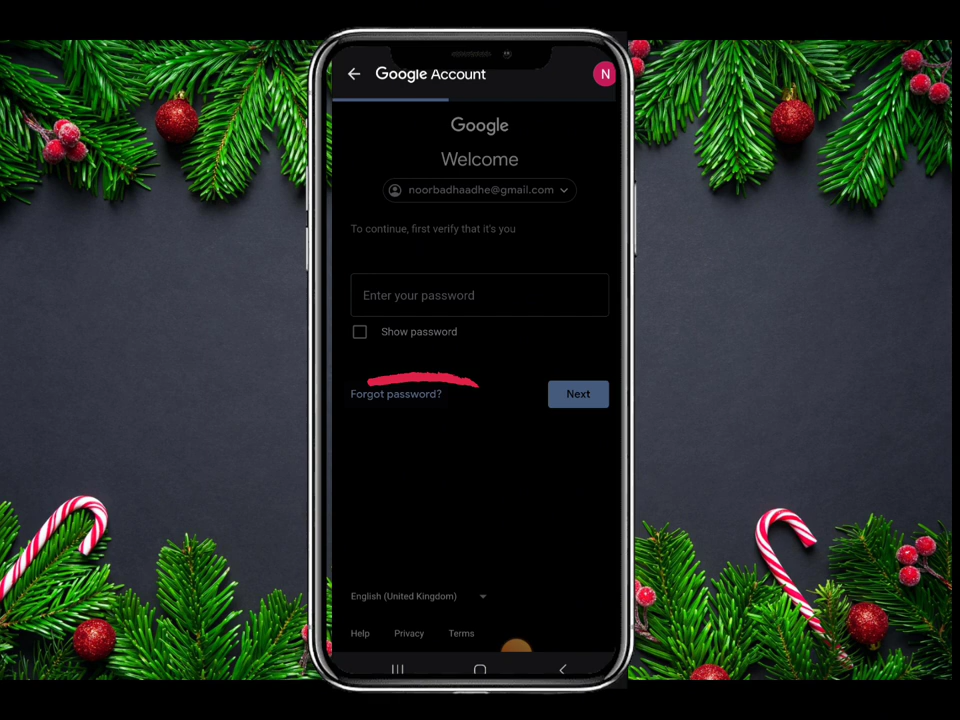 Google Account
N
Google
Welcome
noorbadhaadhe@gmail.com
To continue, first verify that it's you
Enter your password
Show password
Forgot password?
Next
English (United Kingdom)
Help Privacy Terms